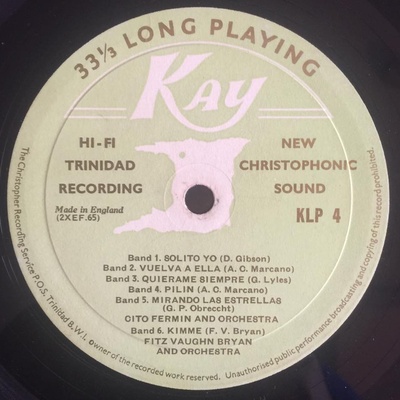 33⅓ LONG PLAYING
KAY
HI-FI
TRINIDAD
RECORDING
NEW
CHRISTOPHONIC
SOUND
Made in England
(2XEF.65)
KLP 4
Band 1. SOLITO YO (D. Gibson)
Band 2. VUELVA A ELLA (A. C. Marcano)
Band 3. QUIERAME SIEMPRE (G. Lyles)
Band 4. PILIN (A. C. Marcano)
Band 5. MIRANDO LAS ESTRELLAS
(G. P. Obreccht)
CITO FERMIN AND ORCHESTRA
Band 6. KIMME (F. V. Bryan)
FITZ VAUGHN BRYAN
AND ORCHESTRA
The Christopher Recording Service P.O.S. Trinidad B.W.I. owner of the recorded work reserves all right. Unauthorised public performance broadcasting and copying of this record prohibited.